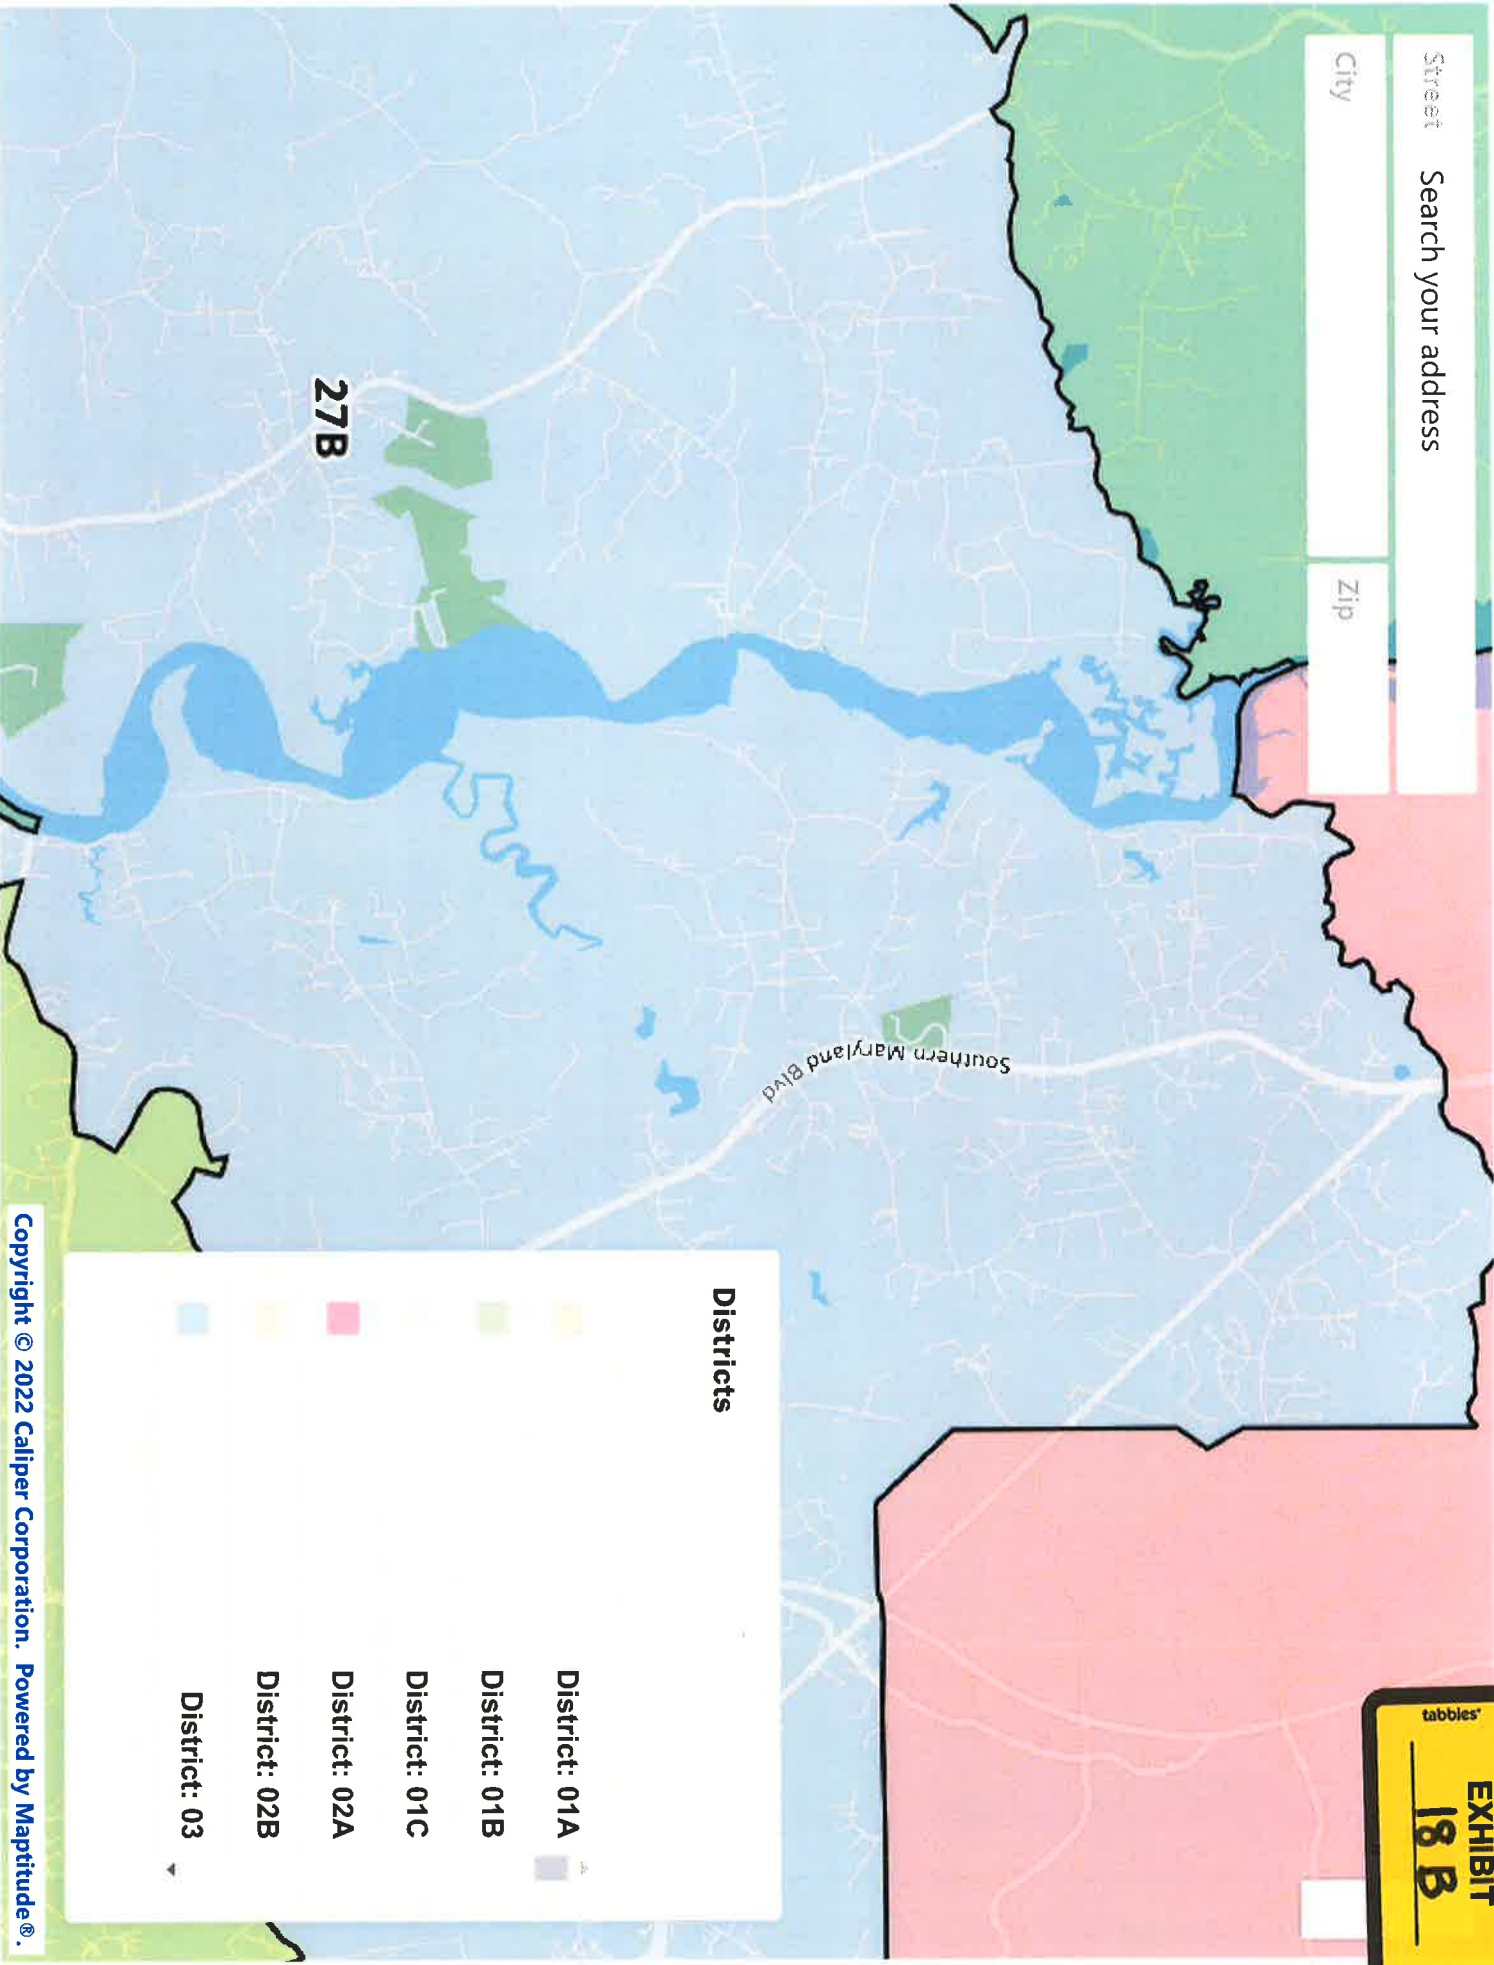 Street Search your address
City Zip
tabbies®
EXHIBIT
18 B
27B
Southern Maryland Blvd
Districts
District: 01A
District: 01B
District: 01C
District: 02A
District: 02B
District: 03
Copyright © 2022 Caliper Corporation. Powered by Maptitude®.